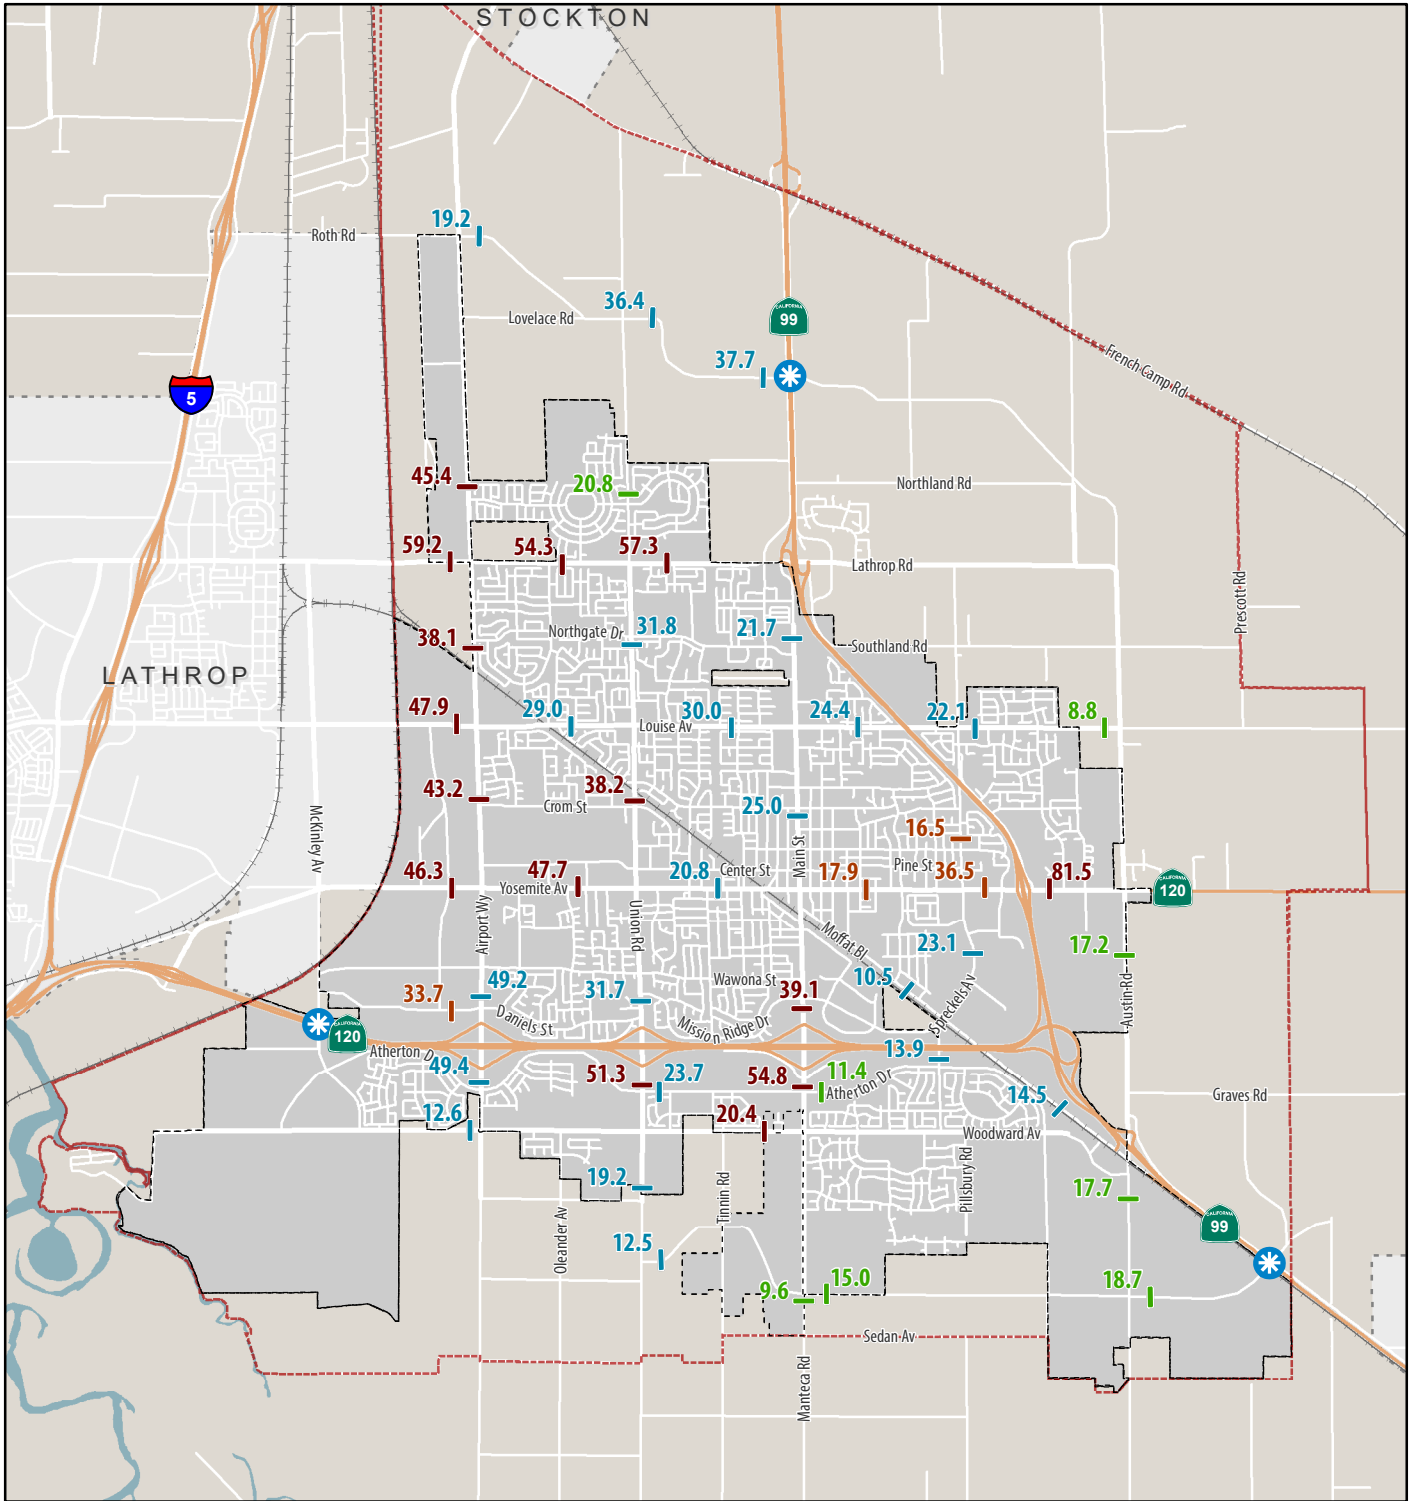 STOCKTON
19.2
Roth Rd
36.4
Lovelace Rd
CALIFORNIA
99
37.7
French Camp Rd
5
45.4
20.8
Northland Rd
59.2
54.3
57.3
Lathrop Rd
Prescott Rd
38.1
Northgate Dr
31.8
21.7
Southland Rd
LATHROP
47.9
29.0
30.0
24.4
22.1
8.8
Louise Av
43.2
38.2
Crom St
25.0
McKinley Av
Main St
16.5
46.3
47.7
20.8
Center St
17.9
Pine St
36.5
81.5
Yosemite Av
CALIFORNIA
120
Airport Wy
Union Rd
Moffat Bl
23.1
17.2
33.7
49.2
31.7
Wawona St
39.1
10.5
Spreckels Av
Austin Rd
Daniels St
Mission Ridge Dr
CALIFORNIA
120
Atherton Dr
49.4
51.3
23.7
54.8
11.4
Atherton Dr
13.9
14.5
Graves Rd
12.6
20.4
Woodward Av
19.2
Tinnin Rd
Pillsbury Rd
17.7
Oleander Av
12.5
CALIFORNIA
99
9.6
15.0
18.7
Sedan Av
Manteca Rd